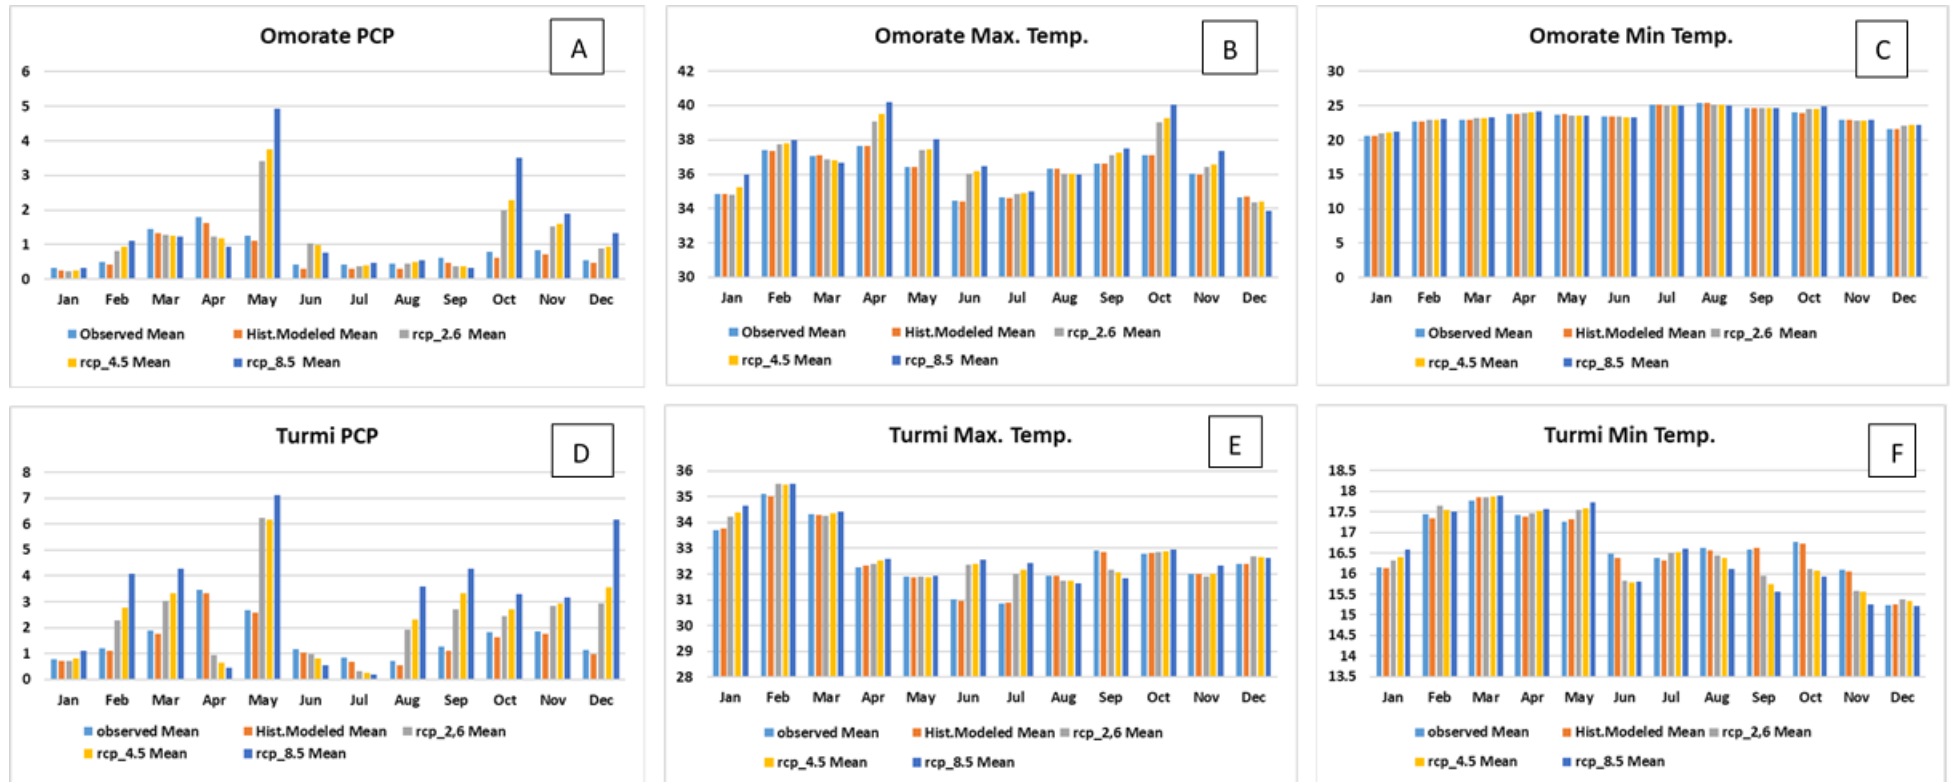 Omorate PCP
A
6
5
4
3
2
1
0
Jan Feb Mar Apr May Jun Jul Aug Sep Oct Nov Dec
Observed Mean Hist.Modeled Mean rcp_2.6 Mean
rcp_4.5 Mean rcp_8.5 Mean
Omorate Max. Temp.
B
42
40
38
36
34
32
30
Jan Feb Mar Apr May Jun Jul Aug Sep Oct Nov Dec
Observed Mean Hist.Modeled Mean rcp_2.6 Mean
rcp_4.5 Mean rcp_8.5 Mean
Omorate Min Temp.
C
30
25
20
15
10
5
0
Jan Feb Mar Apr May Jun Jul Aug Sep Oct Nov Dec
Observed Mean Hist.Modeled Mean rcp_2.6 Mean
rcp_4.5 Mean rcp_8.5 Mean
Turmi PCP
D
8
7
6
5
4
3
2
1
0
Jan Feb Mar Apr May Jun Jul Aug Sep Oct Nov Dec
observed Mean Hist.Modeled Mean rcp_2,6 Mean
rcp_4.5 Mean rcp_8.5 Mean
Turmi Max. Temp.
E
36
35
34
33
32
31
30
29
28
Jan Feb Mar Apr May Jun Jul Aug Sep Oct Nov Dec
observed Mean Hist.Modeled Mean rcp_2,6 Mean
rcp_4.5 Mean rcp_8.5 Mean
Turmi Min Temp.
F
18.5
18
17.5
17
16.5
16
15.5
15
14.5
14
13.5
Jan Feb Mar Apr May Jun Jul Aug Sep Oct Nov Dec
observed Mean Hist.Modeled Mean rcp_2,6 Mean
rcp_4.5 Mean rcp_8.5 Mean